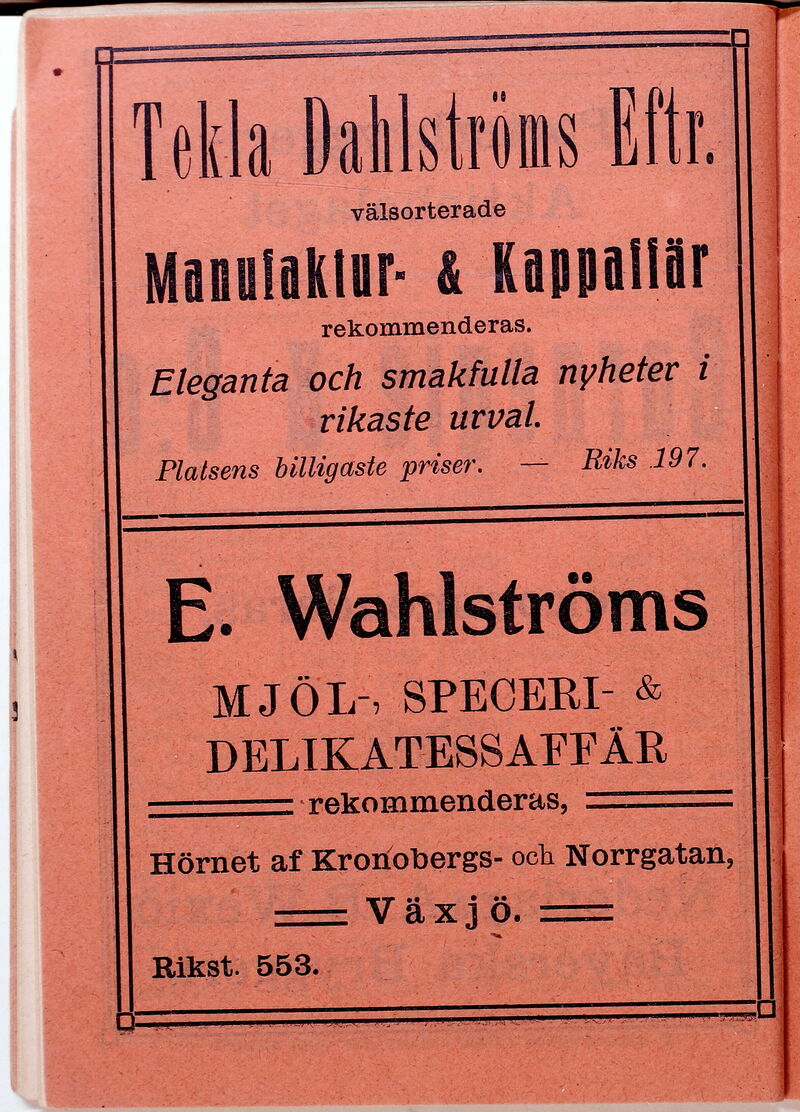 Tekla Dahlströms Eftr.
välsorterade
Manufaktur- & Kappaffär
rekommenderas.
Eleganta och smakfulla nyheter i
rikaste urval.
Platsens billigaste priser. — Riks 197.
E. Wahlströms
MJÖL-, SPECERI- &
DELIKATESSAFFÄR
rekommenderas,
Hörnet af Kronobergs- och Norrgatan,
Växjö.
Rikst. 553.